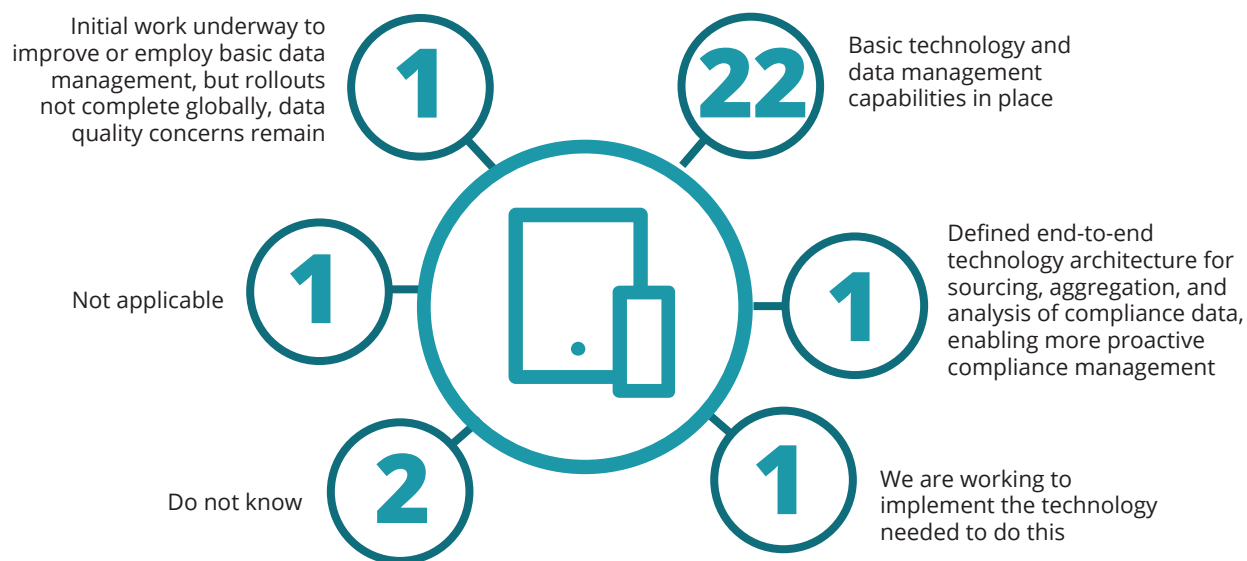 Initial work underway to
improve or employ basic data
management, but rollouts
not complete globally, data
quality concerns remain
1
22
Basic technology and
data management
capabilities in place
Not applicable
1
1
Defined end-to-end
technology architecture for
sourcing, aggregation, and
analysis of compliance data,
enabling more proactive
compliance management
Do not know
2
1
We are working to
implement the technology
needed to do this